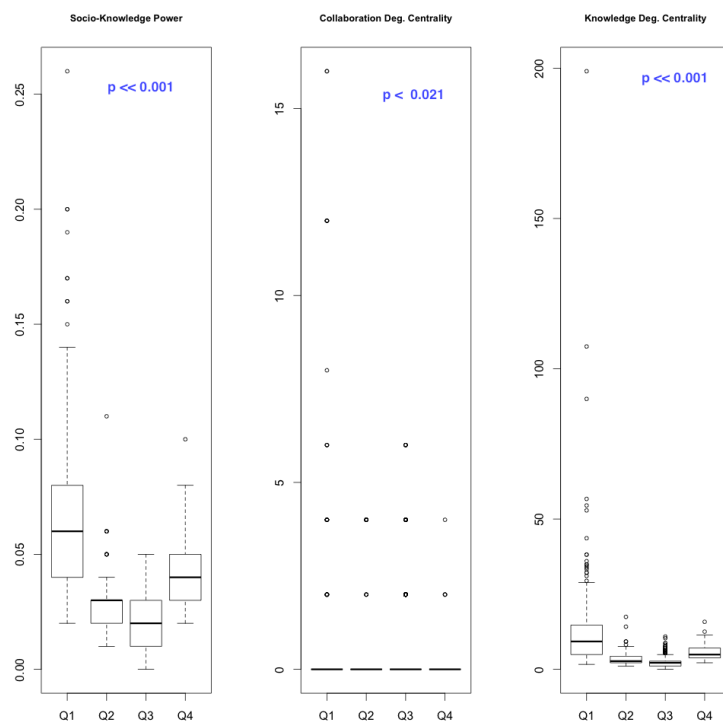 Socio-Knowledge Power
p << 0.001
0.25
0.20
0.15
0.10
0.05
0.00
Q1 Q2 Q3 Q4
Collaboration Deg. Centrality
p < 0.021
15
10
5
0
Q1 Q2 Q3 Q4
Knowledge Deg. Centrality
p << 0.001
200
150
100
50
0
Q1 Q2 Q3 Q4